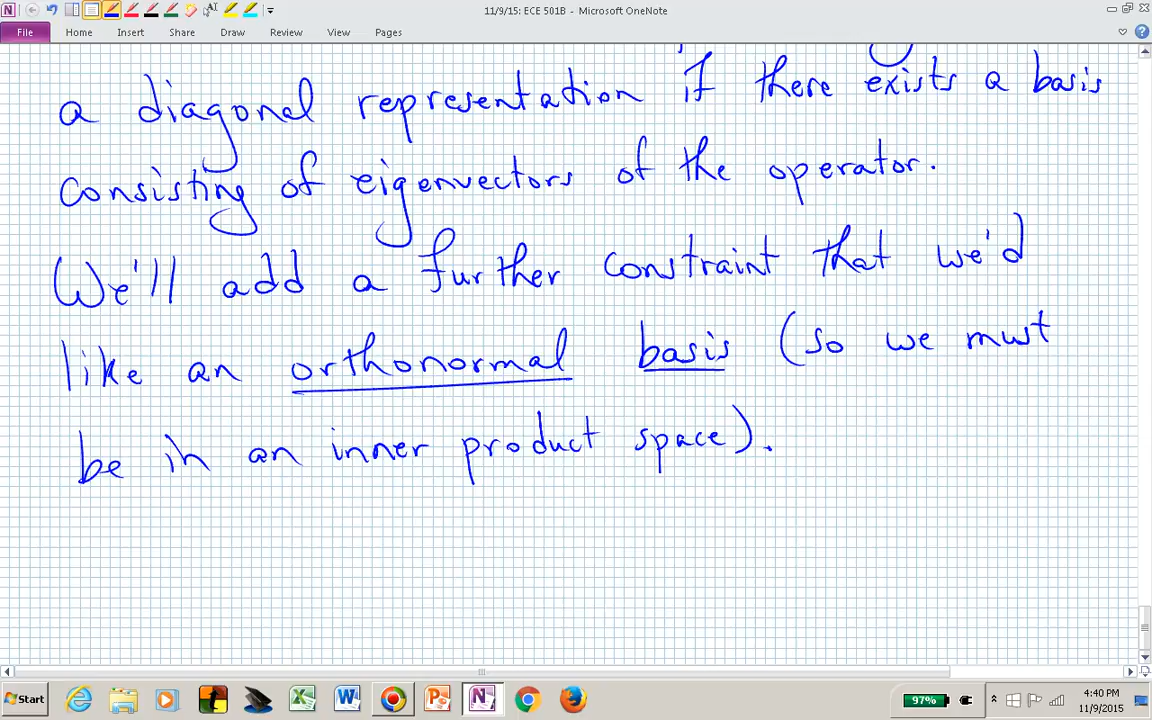 11/9/15: ECE 501B - Microsoft OneNote
File Home Insert Share Draw Review View Pages
a diagonal representation if there exists a basis
consisting of eigenvectors of the operator.
We'll add a further constraint that we'd
like an orthonormal basis (so we must
be in an inner product space).
Start
97%
4:40 PM
11/9/2015